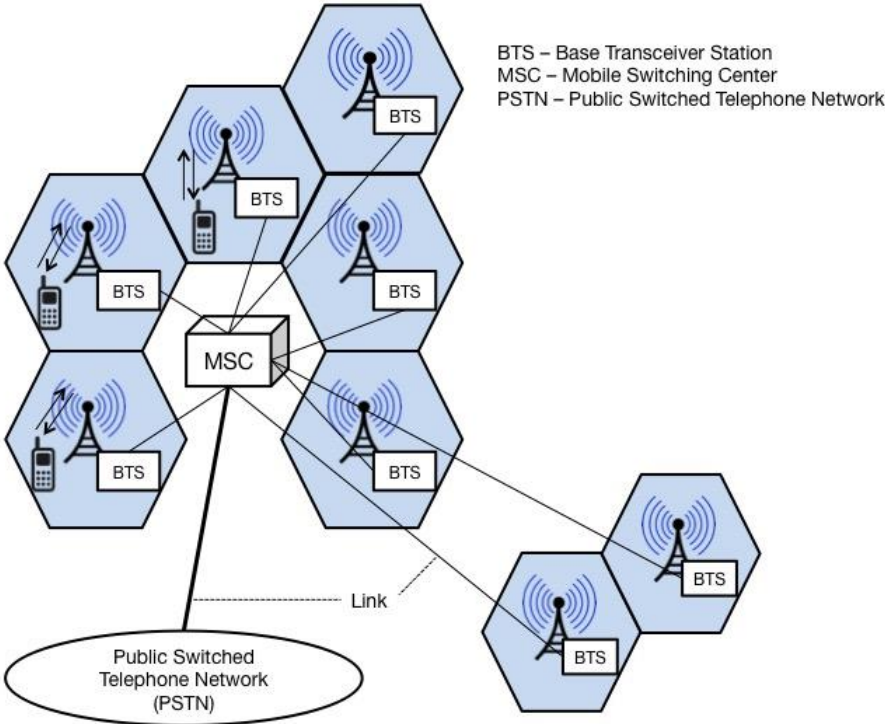 BTS – Base Transceiver Station
MSC – Mobile Switching Center
PSTN – Public Switched Telephone Network
BTS
BTS
BTS
BTS
MSC
BTS
BTS
BTS
BTS
Link
Public Switched
Telephone Network
(PSTN)